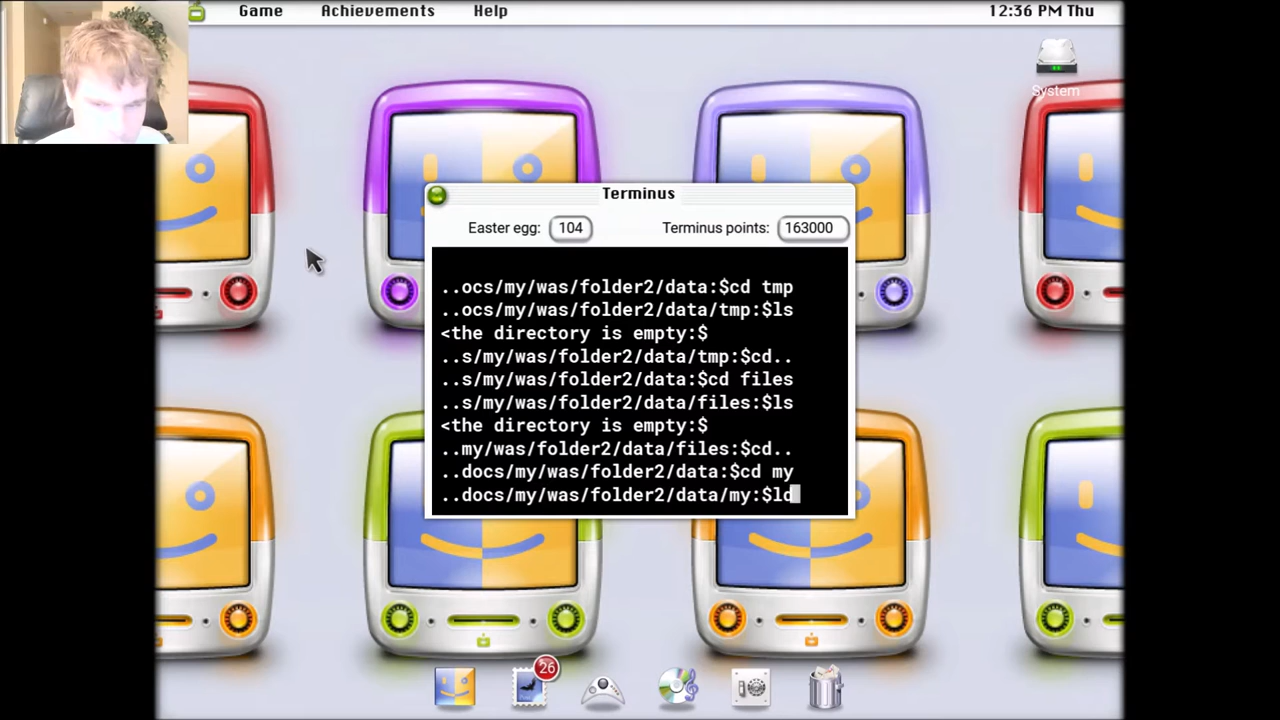 Game Achievements Help 12:36 PM Thu
System
Terminus
Easter egg: 104 Terminus points: 163000
..ocs/my/was/folder2/data:$cd tmp
..ocs/my/was/folder2/data/tmp:$ls
<the directory is empty:$
..s/my/was/folder2/data/tmp:$cd..
..s/my/was/folder2/data:$cd files
..s/my/was/folder2/data/files:$ls
<the directory is empty:$
..my/was/folder2/data/files:$cd..
..docs/my/was/folder2/data:$cd my
..docs/my/was/folder2/data/my:$ld
26